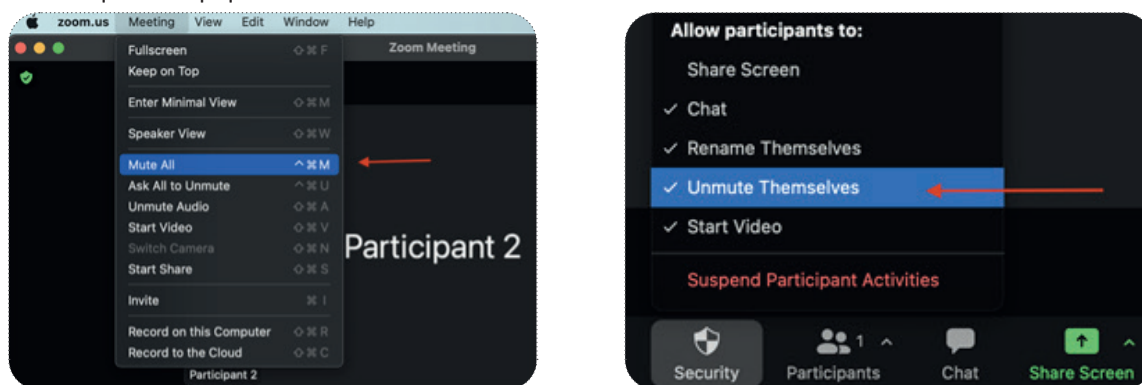 zoom.us Meeting View Edit Window Help
Zoom Meeting
Fullscreen ⇧⌘F
Keep on Top
Enter Minimal View ⇧⌘M
Speaker View ⇧⌘W
Mute All ^⌘M
Ask All to Unmute ^⌘U
Unmute Audio ⇧⌘A
Start Video ⇧⌘V
Switch Camera ⇧⌘N
Start Share ⇧⌘S
Invite ⌘I
Record on this Computer ⇧⌘R
Record to the Cloud ⇧⌘C
Participant 2
Participant 2
Allow participants to:
Share Screen
✓ Chat
✓ Rename Themselves
✓ Unmute Themselves
✓ Start Video
Suspend Participant Activities
1
Security Participants Chat Share Screen